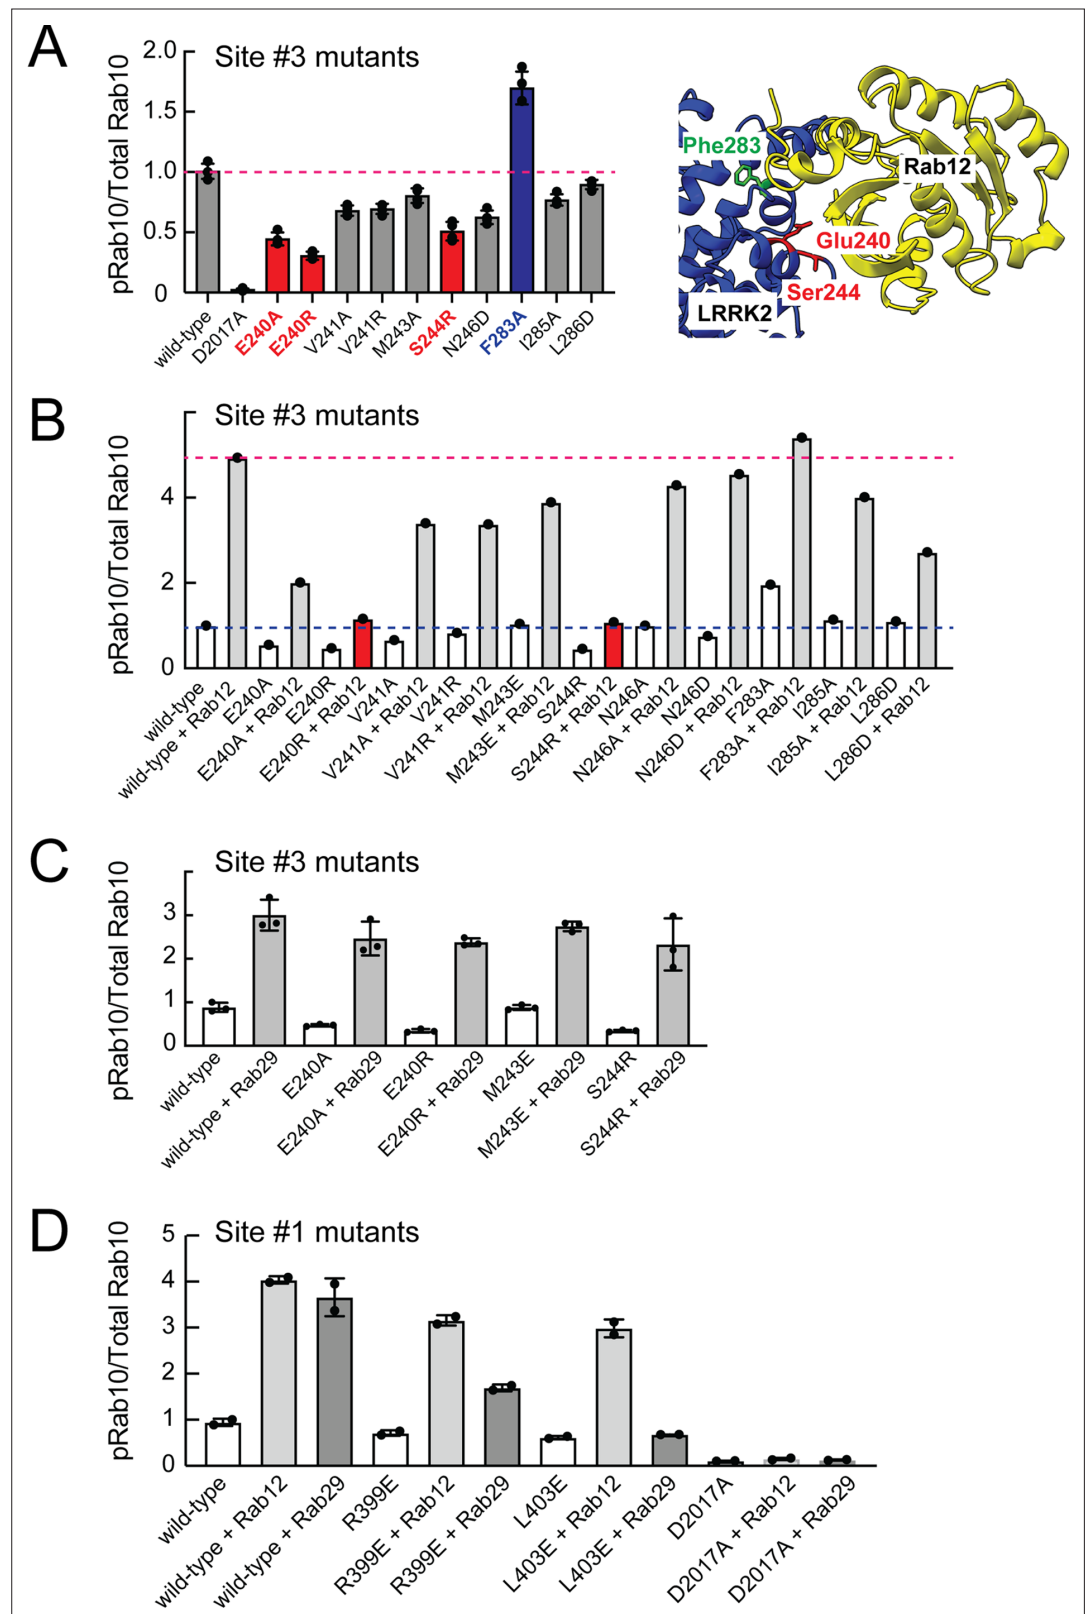 A
Site #3 mutants
pRab10/Total Rab10
2.0
1.5
1.0
0.5
0
wild-type
D2017A
E240A
E240R
V241A
V241R
M243A
S244R
N246D
F283A
I285A
L286D
Phe283
Rab12
Glu240
Ser244
LRRK2
B
Site #3 mutants
pRab10/Total Rab10
4
2
0
wild-type
wild-type + Rab12
E240A
E240A + Rab12
E240R
E240R + Rab12
V241A
V241A + Rab12
V241R
V241R + Rab12
M243E
M243E + Rab12
S244R
S244R + Rab12
N246A
N246A + Rab12
N246D
N246D + Rab12
F283A
F283A + Rab12
I285A
I285A + Rab12
L286D
L286D + Rab12
C
Site #3 mutants
pRab10/Total Rab10
3
2
1
0
wild-type
wild-type + Rab29
E240A
E240A + Rab29
E240R
E240R + Rab29
M243E
M243E + Rab29
S244R
S244R + Rab29
D
Site #1 mutants
pRab10/Total Rab10
5
4
3
2
1
0
wild-type
wild-type + Rab12
wild-type + Rab29
R399E
R399E + Rab12
R399E + Rab29
L403E
L403E + Rab12
L403E + Rab29
D2017A
D2017A + Rab12
D2017A + Rab29